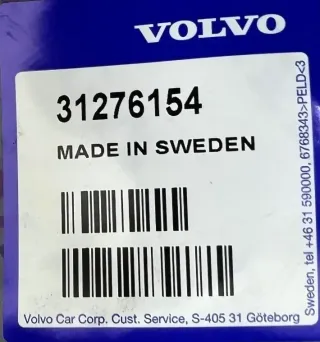 VOLVO
31276154
MADE IN SWEDEN
Volvo Car Corp. Cust. Service, S-405 31 Göteborg
Sweden, tel +46 31 590000, 6768343>PELD<3